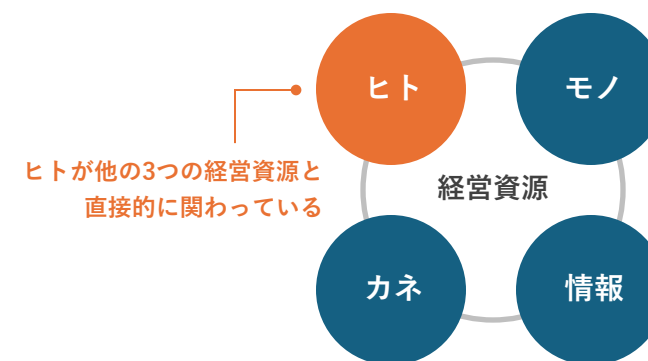 ヒト
モノ
ヒトが他の3つの経営資源と
直接的に関わっている
経営資源
カネ
情報